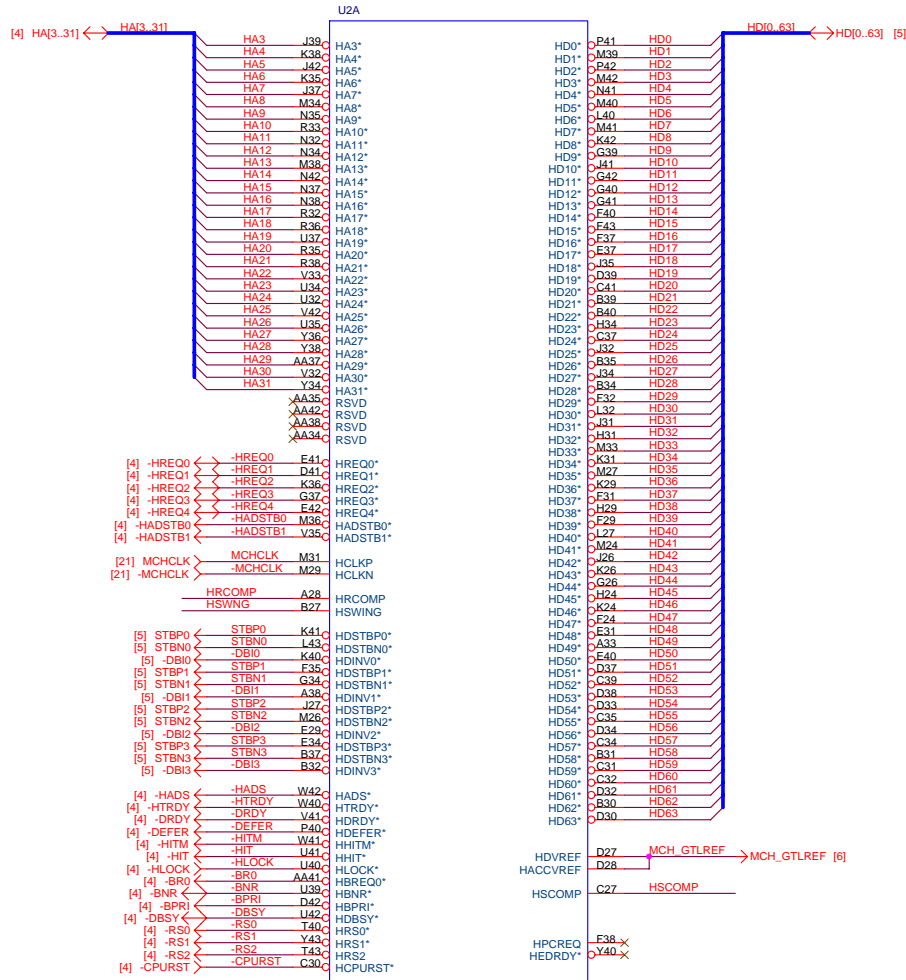 U2A
[4] HA[3..31] HA[3..31] HD[0..63] HD[0..63] [5]
HA3 J39 HA3* HD0* P41 HD0
HA4 K38 HA4* HD1* M39 HD1
HA5 J42 HA5* HD2* P42 HD2
HA6 K35 HA6* HD3* M42 HD3
HA7 J37 HA7* HD4* N41 HD4
HA8 M34 HA8* HD5* M40 HD5
HA9 N35 HA9* HD6* L40 HD6
HA10 R33 HA10* HD7* M41 HD7
HA11 N32 HA11* HD8* K42 HD8
HA12 N34 HA12* HD9* G39 HD9
HA13 M38 HA13* HD10* J41 HD10
HA14 N42 HA14* HD11* G42 HD11
HA15 N37 HA15* HD12* G40 HD12
HA16 N38 HA16* HD13* G41 HD13
HA17 R32 HA17* HD14* F40 HD14
HA18 R36 HA18* HD15* F43 HD15
HA19 U37 HA19* HD16* F37 HD16
HA20 R35 HA20* HD17* E37 HD17
HA21 R38 HA21* HD18* J35 HD18
HA22 V33 HA22* HD19* D39 HD19
HA23 U34 HA23* HD20* C41 HD20
HA24 U32 HA24* HD21* B39 HD21
HA25 V42 HA25* HD22* B40 HD22
HA26 U35 HA26* HD23* H34 HD23
HA27 Y36 HA27* HD24* C37 HD24
HA28 Y38 HA28* HD25* J32 HD25
HA29 AA37 HA29* HD26* B35 HD26
HA30 V32 HA30* HD27* J34 HD27
HA31 Y34 HA31* HD28* B34 HD28
AA35 RSVD HD29* F32 HD29
AA42 RSVD HD30* L32 HD30
AA38 RSVD HD31* J31 HD31
AA34 RSVD HD32* H31 HD32
HD33* M33 HD33
[4] -HREQ0 -HREQ0 E41 HREQ0* HD34* K31 HD34
[4] -HREQ1 -HREQ1 D41 HREQ1* HD35* M27 HD35
[4] -HREQ2 -HREQ2 K36 HREQ2* HD36* K29 HD36
[4] -HREQ3 -HREQ3 G37 HREQ3* HD37* F31 HD37
[4] -HREQ4 -HREQ4 E42 HREQ4* HD38* H29 HD38
[4] -HADSTB0 -HADSTB0 M36 HADSTB0* HD39* F29 HD39
[4] -HADSTB1 -HADSTB1 V35 HADSTB1* HD40* L27 HD40
HD41* M24 HD41
[21] MCHCLK MCHCLK M31 HCLKP HD42* J26 HD42
[21] -MCHCLK -MCHCLK M29 HCLKN HD43* K26 HD43
HD44* G26 HD44
HRCOMP A28 HRCOMP HD45* H24 HD45
HSWNG B27 HSWING HD46* K24 HD46
HD47* F24 HD47
[5] STBP0 STBP0 K41 HDSTBP0* HD48* E31 HD48
[5] STBN0 STBN0 L43 HDSTBN0* HD49* A33 HD49
[5] -DBI0 -DBI0 K40 HDINV0* HD50* E40 HD50
[5] STBP1 STBP1 F35 HDSTBP1* HD51* D37 HD51
[5] STBN1 STBN1 G34 HDSTBN1* HD52* C39 HD52
[5] -DBI1 -DBI1 A38 HDINV1* HD53* D38 HD53
[5] STBP2 STBP2 J27 HDSTBP2* HD54* D33 HD54
[5] STBN2 STBN2 M26 HDSTBN2* HD55* C35 HD55
[5] -DBI2 -DBI2 E29 HDINV2* HD56* D34 HD56
[5] STBP3 STBP3 E34 HDSTBP3* HD57* C34 HD57
[5] STBN3 STBN3 B37 HDSTBN3* HD58* B31 HD58
[5] -DBI3 -DBI3 B32 HDINV3* HD59* C31 HD59
HD60* C32 HD60
[4] -HADS -HADS W42 HADS* HD61* D32 HD61
[4] -HTRDY -HTRDY W40 HTRDY* HD62* B30 HD62
[4] -DRDY -DRDY V41 HDRDY* HD63* D30 HD63
[4] -DEFER -DEFER P40 HDEFER*
[4] -HITM -HITM W41 HHITM*
[4] -HIT -HIT U41 HHIT* HDVREF D27 MCH_GTLREF MCH_GTLREF [6]
[4] -HLOCK -HLOCK U40 HLOCK* HACCVREF D28
[4] -BR0 -BR0 AA41 HBREQ0*
[4] -BNR -BNR U39 HBNR* HSCOMP C27 HSCOMP
[4] -BPRI -BPRI D42 HBPRI*
[4] -DBSY -DBSY U42 HDBSY*
[4] -RS0 -RS0 T40 HRS0*
[4] -RS1 -RS1 Y43 HRS1* HPCREQ F38
[4] -RS2 -RS2 T43 HRS2 HEDRDY* Y40
[4] -CPURST -CPURST C30 HCPURST*